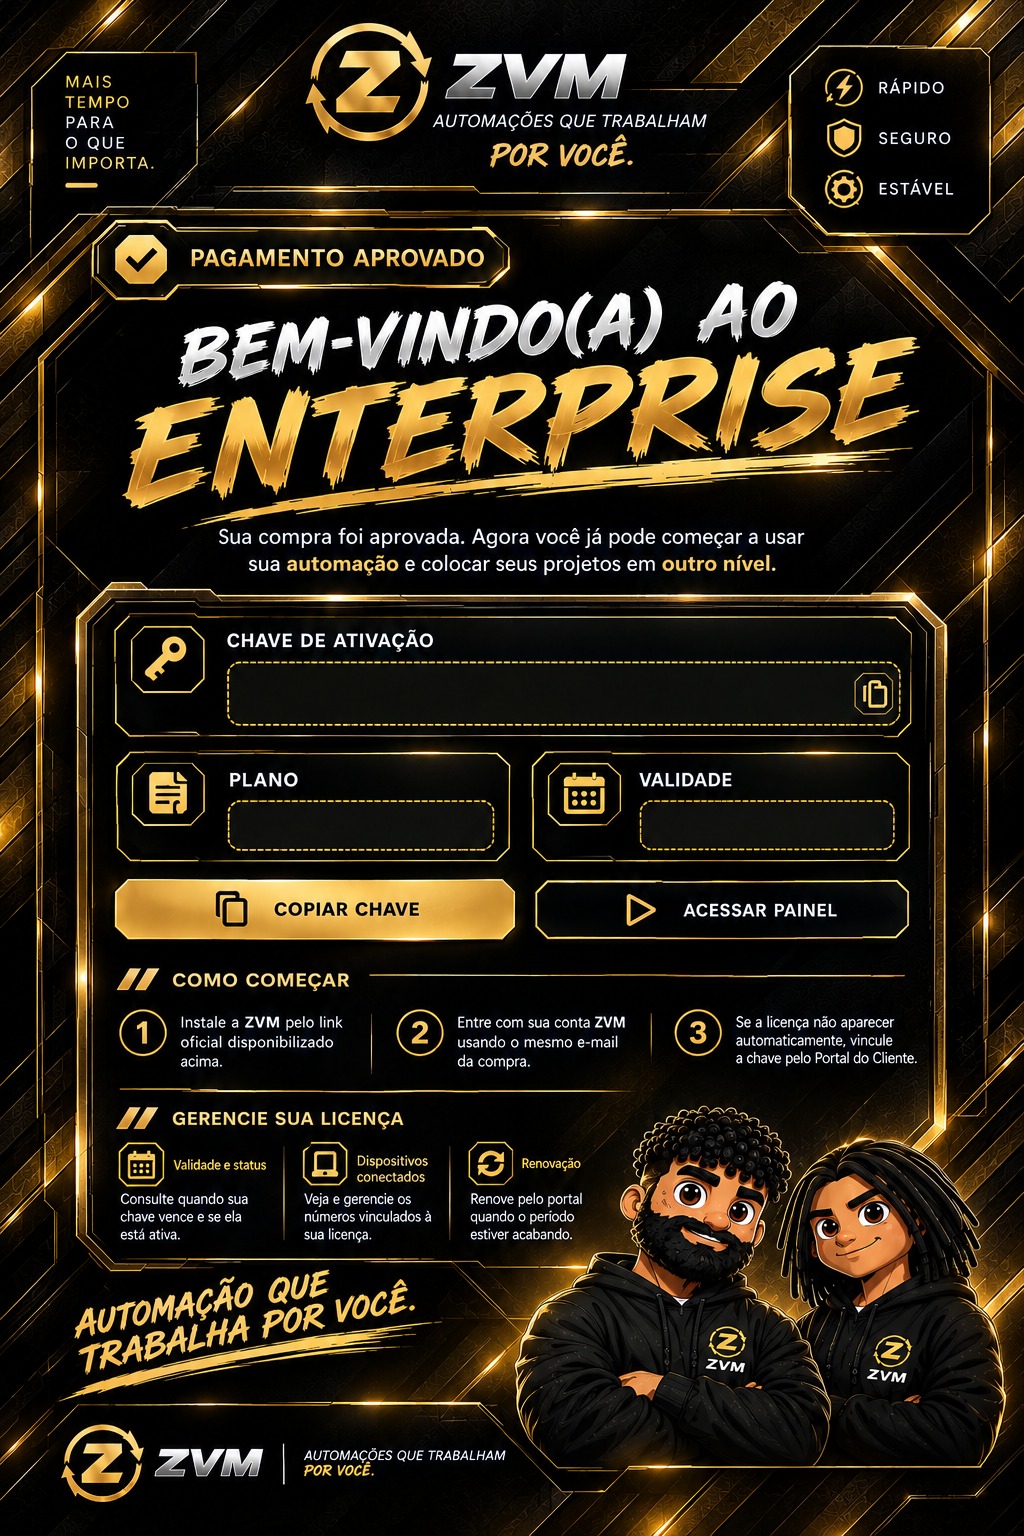 MAIS
TEMPO
PARA
O QUE
IMPORTA.
Z
ZVM
AUTOMAÇÕES QUE TRABALHAM
POR VOCÊ.
RÁPIDO
SEGURO
ESTÁVEL
PAGAMENTO APROVADO
BEM-VINDO(A) AO
ENTERPRISE
Sua compra foi aprovada. Agora você já pode começar a usar
sua automação e colocar seus projetos em outro nível.
CHAVE DE ATIVAÇÃO
PLANO
VALIDADE
COPIAR CHAVE
ACESSAR PAINEL
COMO COMEÇAR
1
Instale a ZVM pelo link
oficial disponibilizado
acima.
2
Entre com sua conta ZVM
usando o mesmo e-mail
da compra.
3
Se a licença não aparecer
automaticamente, vincule
a chave pelo Portal do Cliente.
GERENCIE SUA LICENÇA
Validade e status
Consulte quando sua
chave vence e se ela
está ativa.
Dispositivos
conectados
Veja e gerencie os
números vinculados à
sua licença.
Renovação
Renove pelo portal
quando o período
estiver acabando.
Z
ZVM
Z
ZVM
AUTOMAÇÃO QUE
TRABALHA POR VOCÊ.
Z
ZVM
AUTOMAÇÕES QUE TRABALHAM
POR VOCÊ.